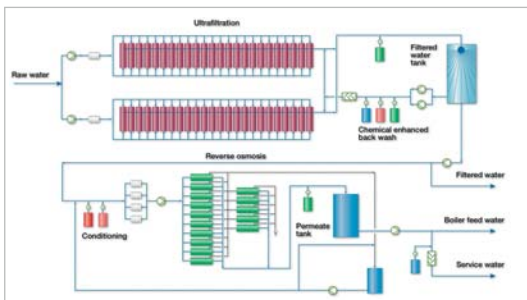 Ultrafiltration
Raw water
Filtered
water
tank
Chemical enhanced
back wash
Reverse osmosis
Filtered water
Conditioning
Permeate
tank
Boiler feed water
Service water